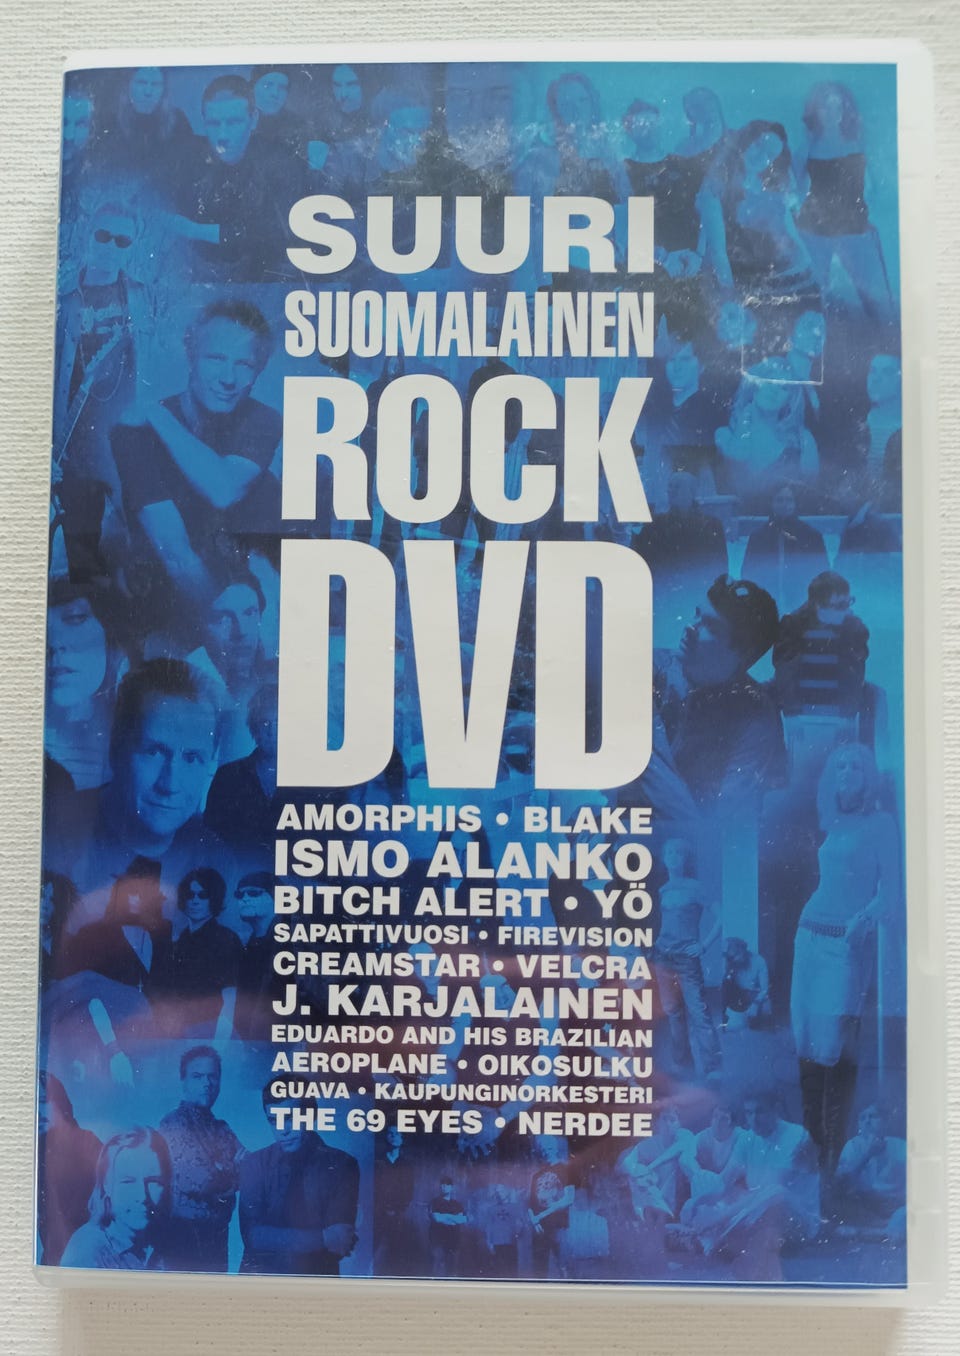 SUURI
SUOMALAINEN
ROCK
DVD
AMORPHIS • BLAKE
ISMO ALANKO
BITCH ALERT • YÖ
SAPATTIVUOSI • FIREVISION
CREAMSTAR • VELCRA
J. KARJALAINEN
EDUARDO AND HIS BRAZILIAN
AEROPLANE • OIKOSULKU
GUAVA • KAUPUNGINORKESTERI
THE 69 EYES • NERDEE